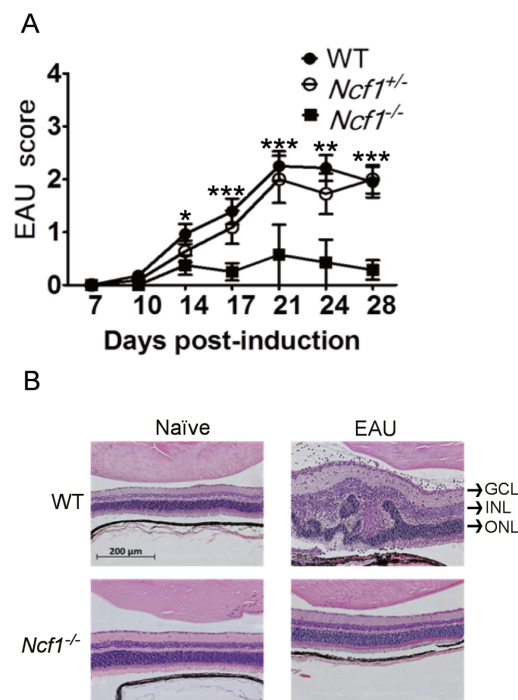 A
WT
Ncf1+/-
Ncf1-/-
EAU score
4
3
2
1
0
*
***
***
**
***
7 10 14 17 21 24 28
Days post-induction
B
Naïve EAU
WT
GCL
INL
ONL
200 µm
Ncf1-/-